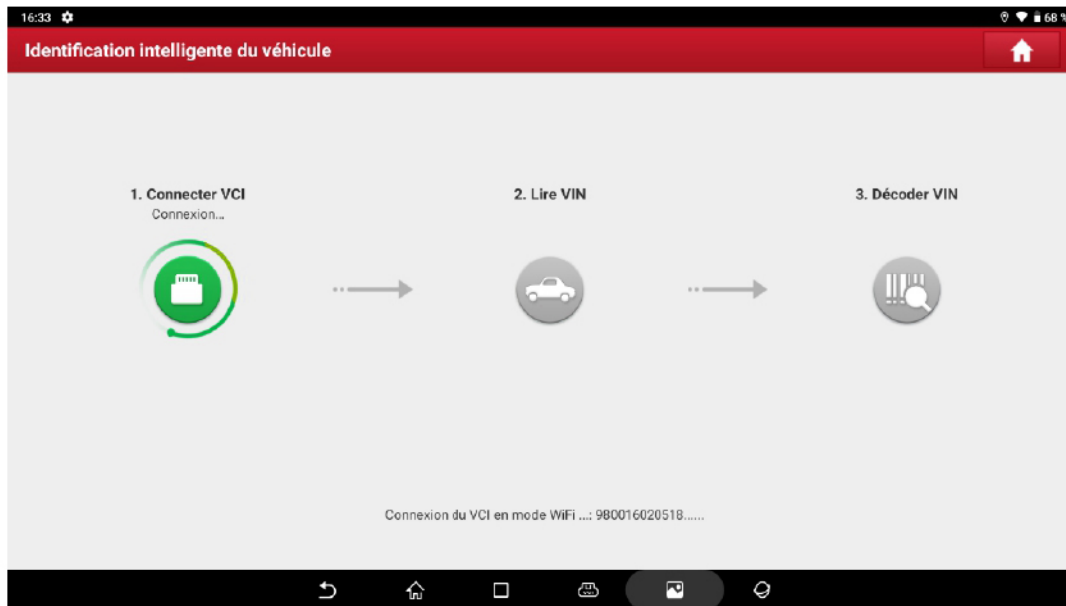 16:33
68 %
Identification intelligente du véhicule
1. Connecter VCI
Connexion...
2. Lire VIN
3. Décoder VIN
Connexion du VCI en mode WiFi ...: 980016020518......